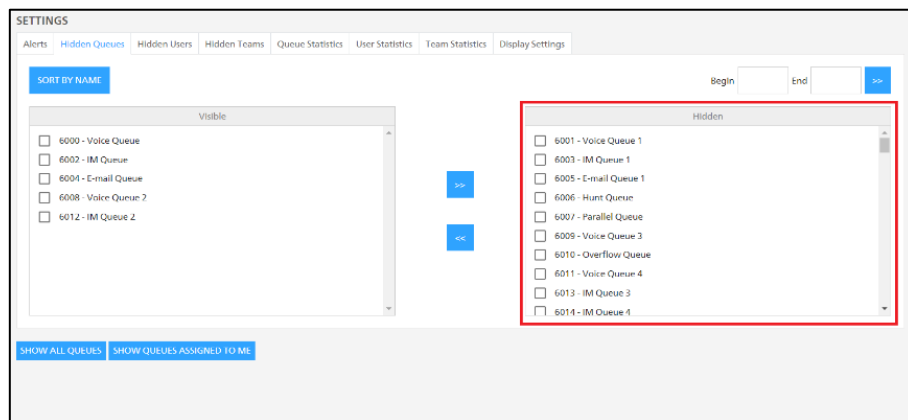 SETTINGS
Alerts Hidden Queues Hidden Users Hidden Teams Queue Statistics User Statistics Team Statistics Display Settings
SORT BY NAME
Begin End >>
Visible
6000 - Voice Queue
6002 - IM Queue
6004 - E-mail Queue
6008 - Voice Queue 2
6012 - IM Queue 2
>>
<<
Hidden
6001 - Voice Queue 1
6003 - IM Queue 1
6005 - E-mail Queue 1
6006 - Hunt Queue
6007 - Parallel Queue
6009 - Voice Queue 3
6010 - Overflow Queue
6011 - Voice Queue 4
6013 - IM Queue 3
6014 - IM Queue 4
SHOW ALL QUEUES SHOW QUEUES ASSIGNED TO ME